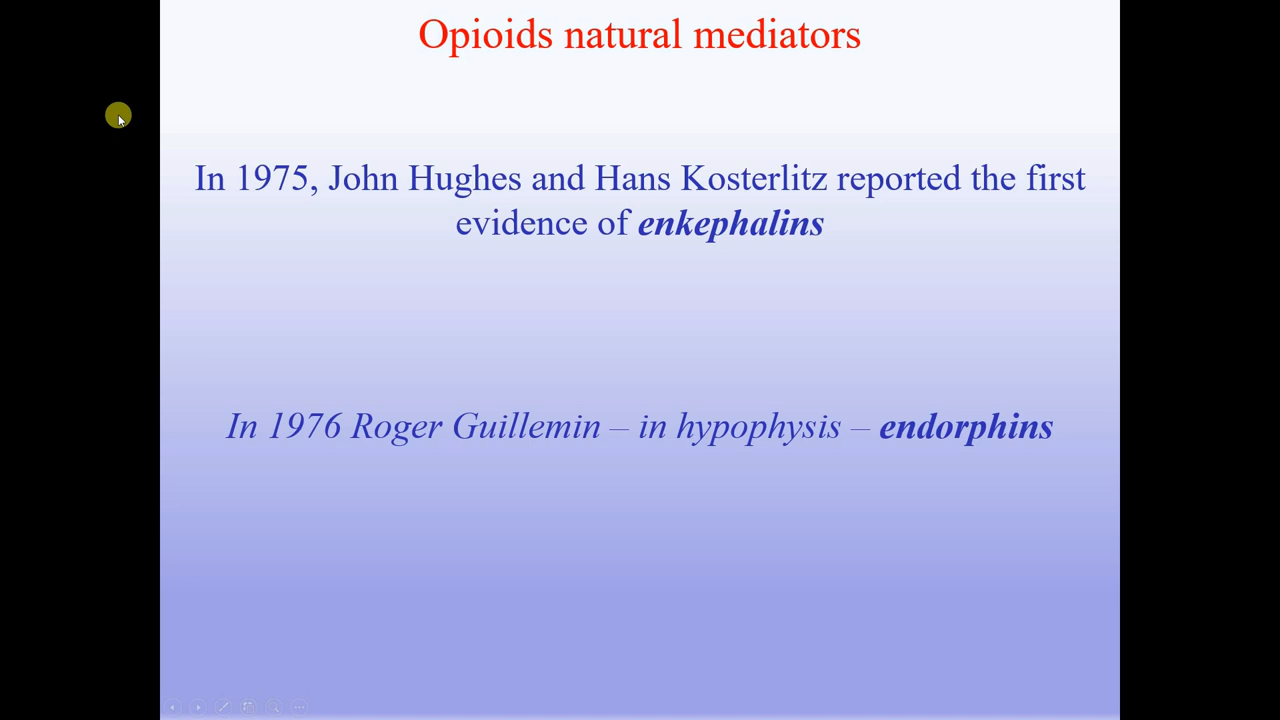 Opioids natural mediators
In 1975, John Hughes and Hans Kosterlitz reported the first
evidence of enkephalins
In 1976 Roger Guillemin – in hypophysis – endorphins